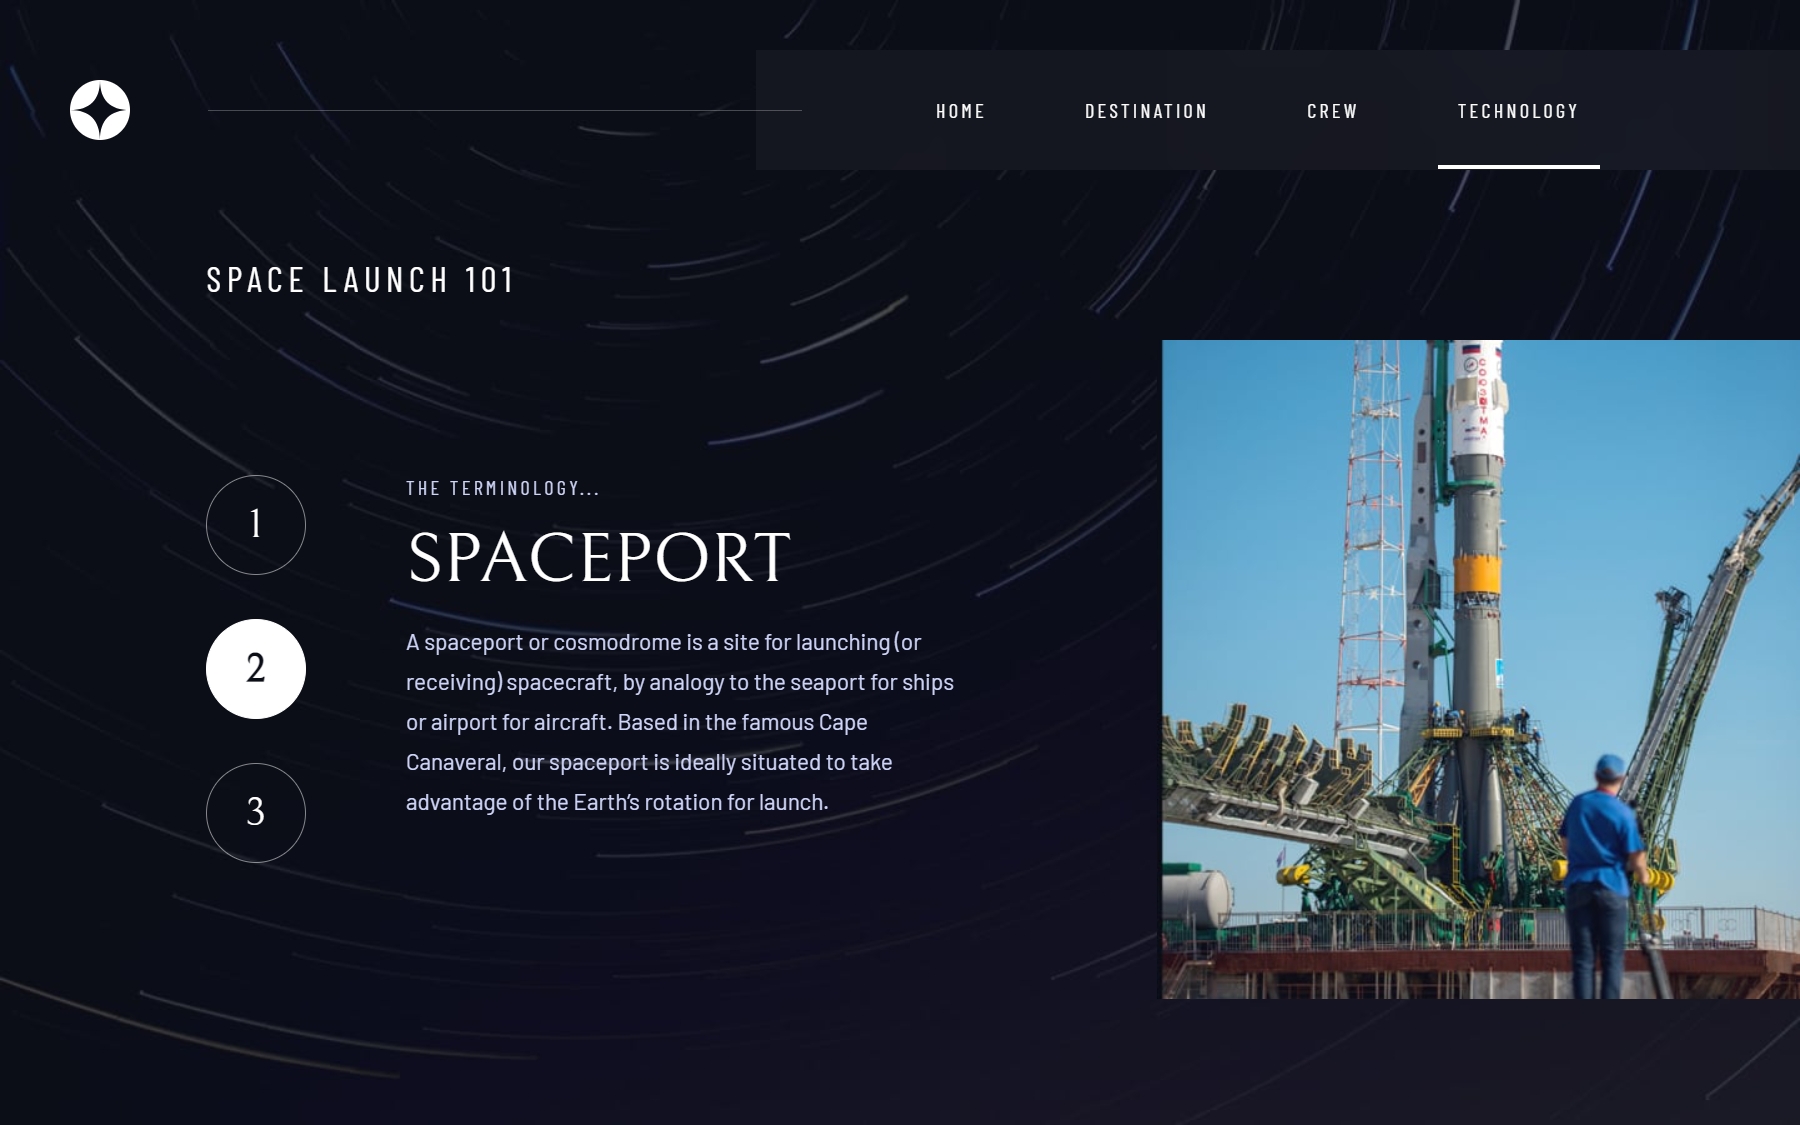 HOME
DESTINATION
CREW
TECHNOLOGY
SPACE LAUNCH 101
1
2
3
THE TERMINOLOGY...
SPACEPORT
A spaceport or cosmodrome is a site for launching (or
receiving) spacecraft, by analogy to the seaport for ships
or airport for aircraft. Based in the famous Cape
Canaveral, our spaceport is ideally situated to take
advantage of the Earth’s rotation for launch.